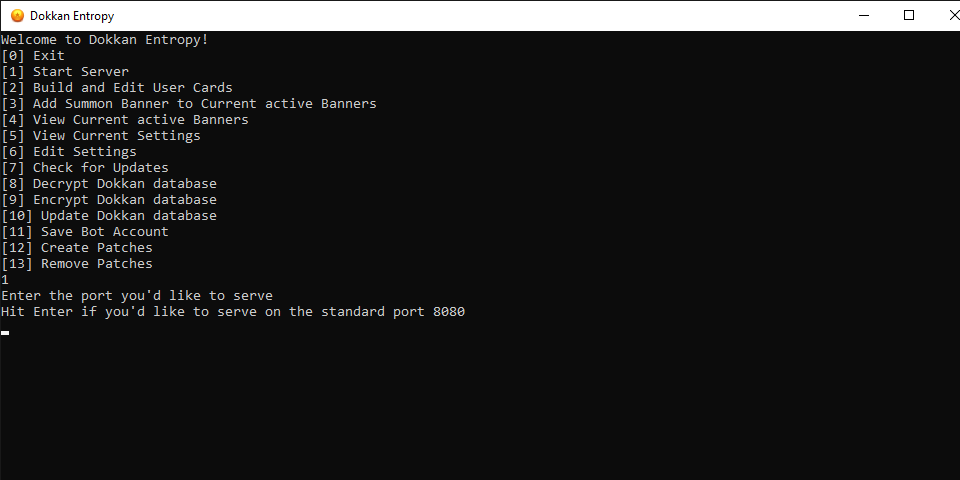 Dokkan Entropy
Welcome to Dokkan Entropy!
[0] Exit
[1] Start Server
[2] Build and Edit User Cards
[3] Add Summon Banner to Current active Banners
[4] View Current active Banners
[5] View Current Settings
[6] Edit Settings
[7] Check for Updates
[8] Decrypt Dokkan database
[9] Encrypt Dokkan database
[10] Update Dokkan database
[11] Save Bot Account
[12] Create Patches
[13] Remove Patches
1
Enter the port you'd like to serve
Hit Enter if you'd like to serve on the standard port 8080